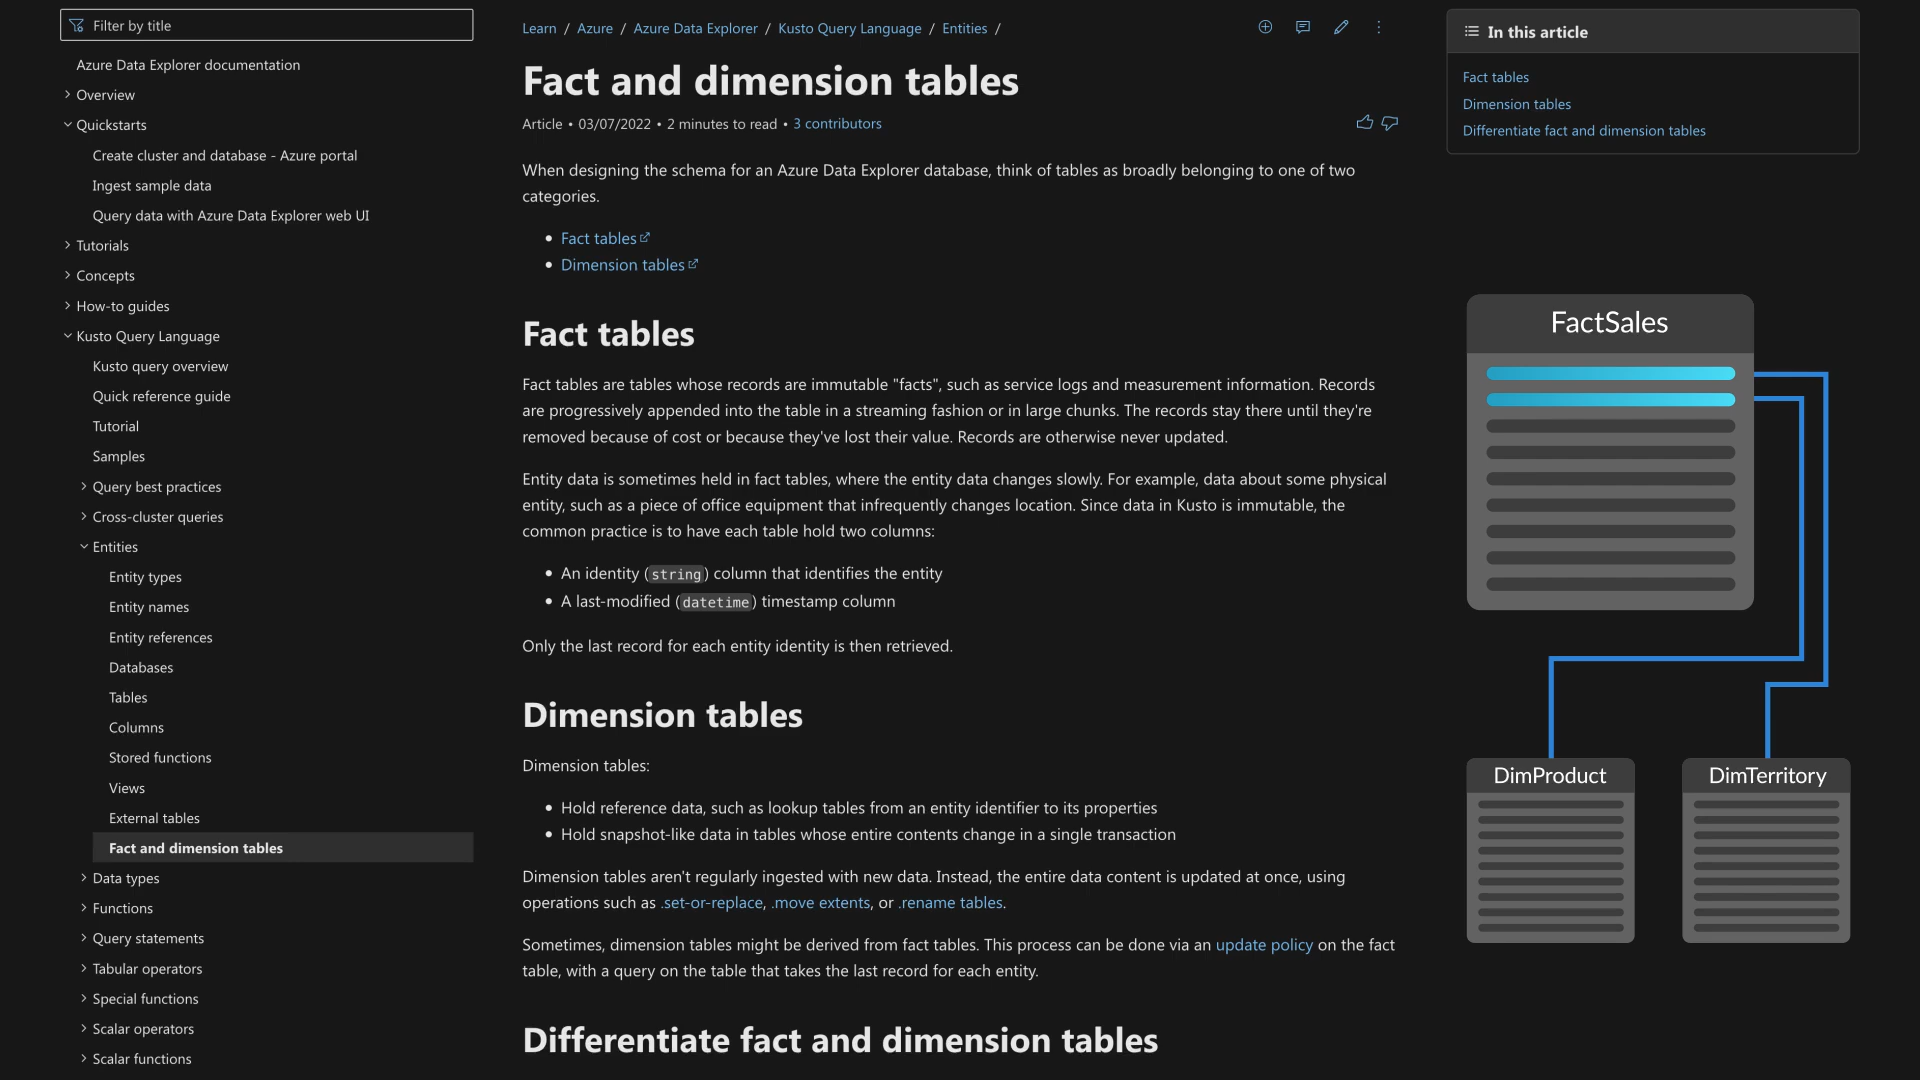 Filter by title
Azure Data Explorer documentation
Overview
Quickstarts
Create cluster and database - Azure portal
Ingest sample data
Query data with Azure Data Explorer web UI
Tutorials
Concepts
How-to guides
Kusto Query Language
Kusto query overview
Quick reference guide
Tutorial
Samples
Query best practices
Cross-cluster queries
Entities
Entity types
Entity names
Entity references
Databases
Tables
Columns
Stored functions
Views
External tables
Fact and dimension tables
Data types
Functions
Query statements
Tabular operators
Special functions
Scalar operators
Scalar functions
Learn / Azure / Azure Data Explorer / Kusto Query Language / Entities /
Fact and dimension tables
Article • 03/07/2022 • 2 minutes to read • 3 contributors
When designing the schema for an Azure Data Explorer database, think of tables as broadly belonging to one of two
categories.
• Fact tables
• Dimension tables
Fact tables
Fact tables are tables whose records are immutable "facts", such as service logs and measurement information. Records
are progressively appended into the table in a streaming fashion or in large chunks. The records stay there until they're
removed because of cost or because they've lost their value. Records are otherwise never updated.
Entity data is sometimes held in fact tables, where the entity data changes slowly. For example, data about some physical
entity, such as a piece of office equipment that infrequently changes location. Since data in Kusto is immutable, the
common practice is to have each table hold two columns:
• An identity (string) column that identifies the entity
• A last-modified (datetime) timestamp column
Only the last record for each entity identity is then retrieved.
Dimension tables
Dimension tables:
• Hold reference data, such as lookup tables from an entity identifier to its properties
• Hold snapshot-like data in tables whose entire contents change in a single transaction
Dimension tables aren't regularly ingested with new data. Instead, the entire data content is updated at once, using
operations such as .set-or-replace, .move extents, or .rename tables.
Sometimes, dimension tables might be derived from fact tables. This process can be done via an update policy on the fact
table, with a query on the table that takes the last record for each entity.
Differentiate fact and dimension tables
In this article
Fact tables
Dimension tables
Differentiate fact and dimension tables
FactSales
DimProduct
DimTerritory